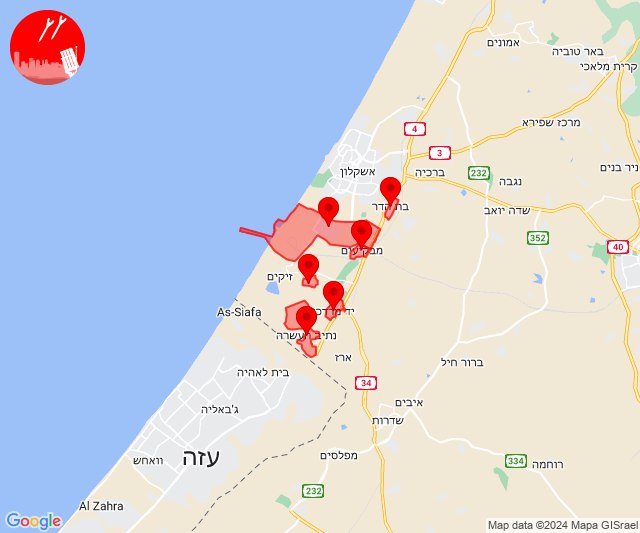 אמונים
באר טוביה
קרית מלאכי
מרכז שפירא
4
3
אשקלון
ברכיה
232
נגבה
ניר בנים
בת הדר
שדה יואב
352
40
מבקיעים
זיקים
As-Siafa
נתיב העשרה
ארז
בית לאהיה
34
ברור חיל
ג'באליה
איבים
שדרות
עזה
מפלסים
וואחש
334
רוחמה
232
Al Zahra
Google
Map data ©2024 Mapa GISrael